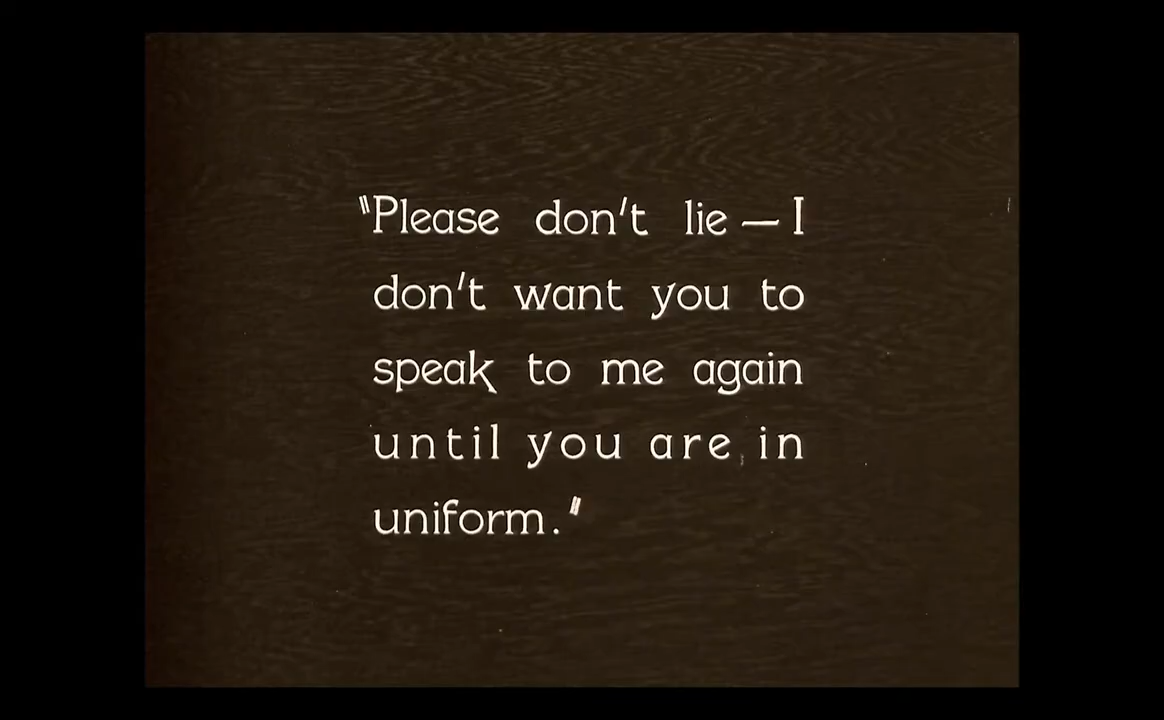 "Please don't lie — I
don't want you to
speak to me again
until you are in
uniform."